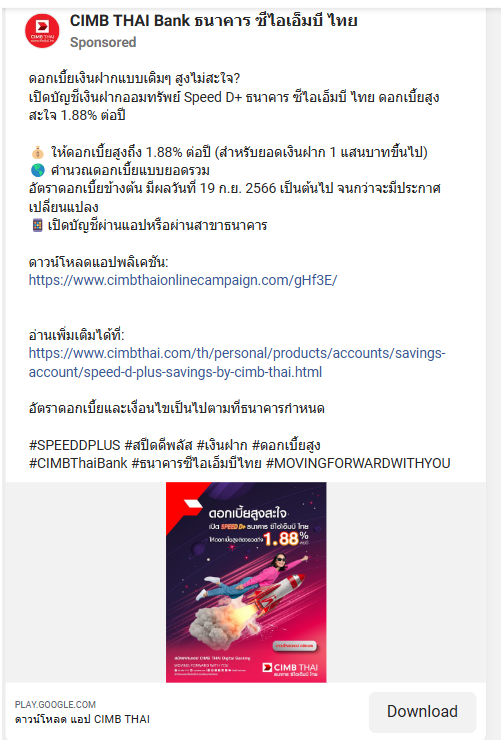 CIMB THAI Bank ธนาคาร ซีไอเอ็มบี ไทย
Sponsored
ดอกเบี้ยเงินฝากแบบเดิมๆ สูงไม่สะใจ?
เปิดบัญชีเงินฝากออมทรัพย์ Speed D+ ธนาคาร ซีไอเอ็มบี ไทย ดอกเบี้ยสูง
สะใจ 1.88% ต่อปี
💰 ให้ดอกเบี้ยสูงถึง 1.88% ต่อปี (สำหรับยอดเงินฝาก 1 แสนบาทขึ้นไป)
🌎 คำนวณดอกเบี้ยแบบยอดรวม
อัตราดอกเบี้ยข้างต้น มีผลวันที่ 19 ก.ย. 2566 เป็นต้นไป จนกว่าจะมีประกาศ
เปลี่ยนแปลง
📱 เปิดบัญชีผ่านแอปหรือผ่านสาขาธนาคาร
ดาวน์โหลดแอปพลิเคชัน:
https://www.cimbthaionlinecampaign.com/gHf3E/
อ่านเพิ่มเติมได้ที่:
https://www.cimbthai.com/th/personal/products/accounts/savings-
account/speed-d-plus-savings-by-cimb-thai.html
อัตราดอกเบี้ยและเงื่อนไขเป็นไปตามที่ธนาคารกำหนด
#SPEEDDPLUS #สปีดดีพลัส #เงินฝาก #ดอกเบี้ยสูง
#CIMBThaiBank #ธนาคารซีไอเอ็มบีไทย #MOVINGFORWARDWITHYOU
ดอกเบี้ยสูงสะใจ
เปิด SPEED D+ ธนาคาร ซีไอเอ็มบี ไทย
1.88%
MOVING FORWARD WITH YOU
CIMB THAI
ธนาคาร ซีไอเอ็มบี ไทย
PLAY.GOOGLE.COM
ดาวน์โหลด แอป CIMB THAI
Download